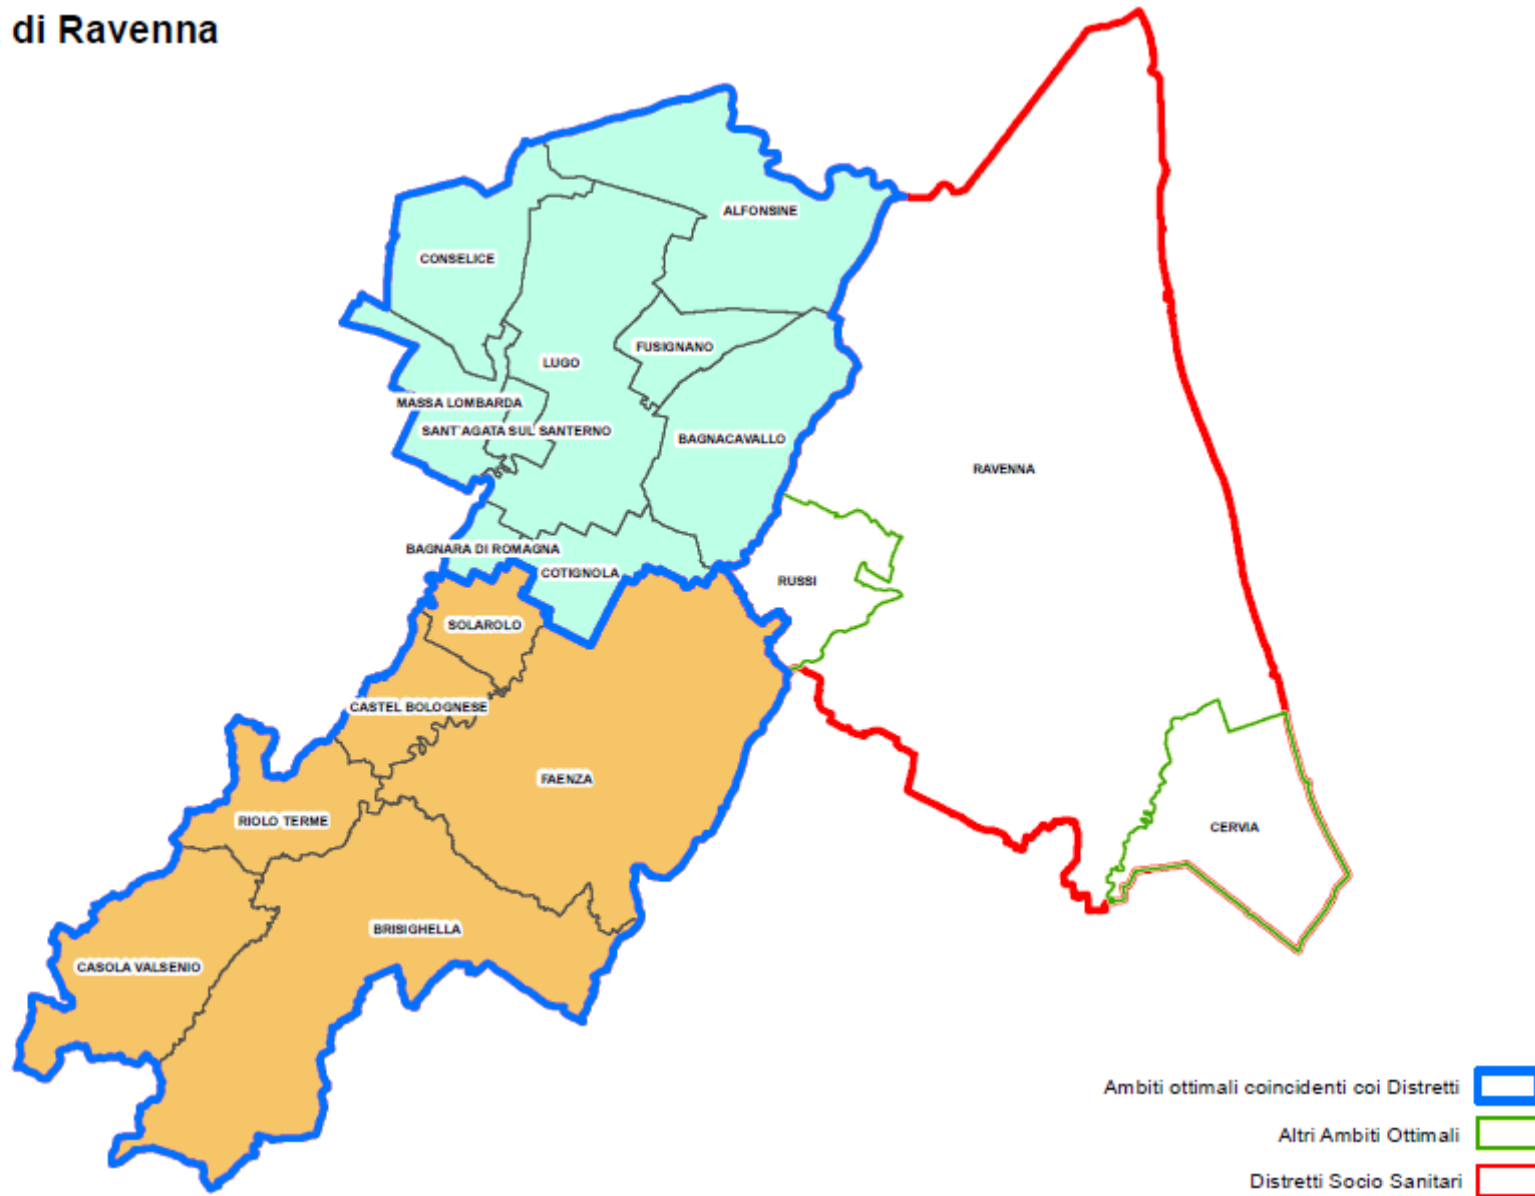 di Ravenna
ALFONSINE
CONSELICE
FUSIGNANO
LUGO
MASSA LOMBARDA
SANT'AGATA SUL SANTERNO
BAGNACAVALLO
RAVENNA
BAGNARA DI ROMAGNA
COTIGNOLA
RUSSI
SOLAROLO
CASTEL BOLOGNESE
FAENZA
RIOLO TERME
CERVIA
BRISIGHELLA
CASOLA VALSENIO
Ambiti ottimali coincidenti coi Distretti
Altri Ambiti Ottimali
Distretti Socio Sanitari